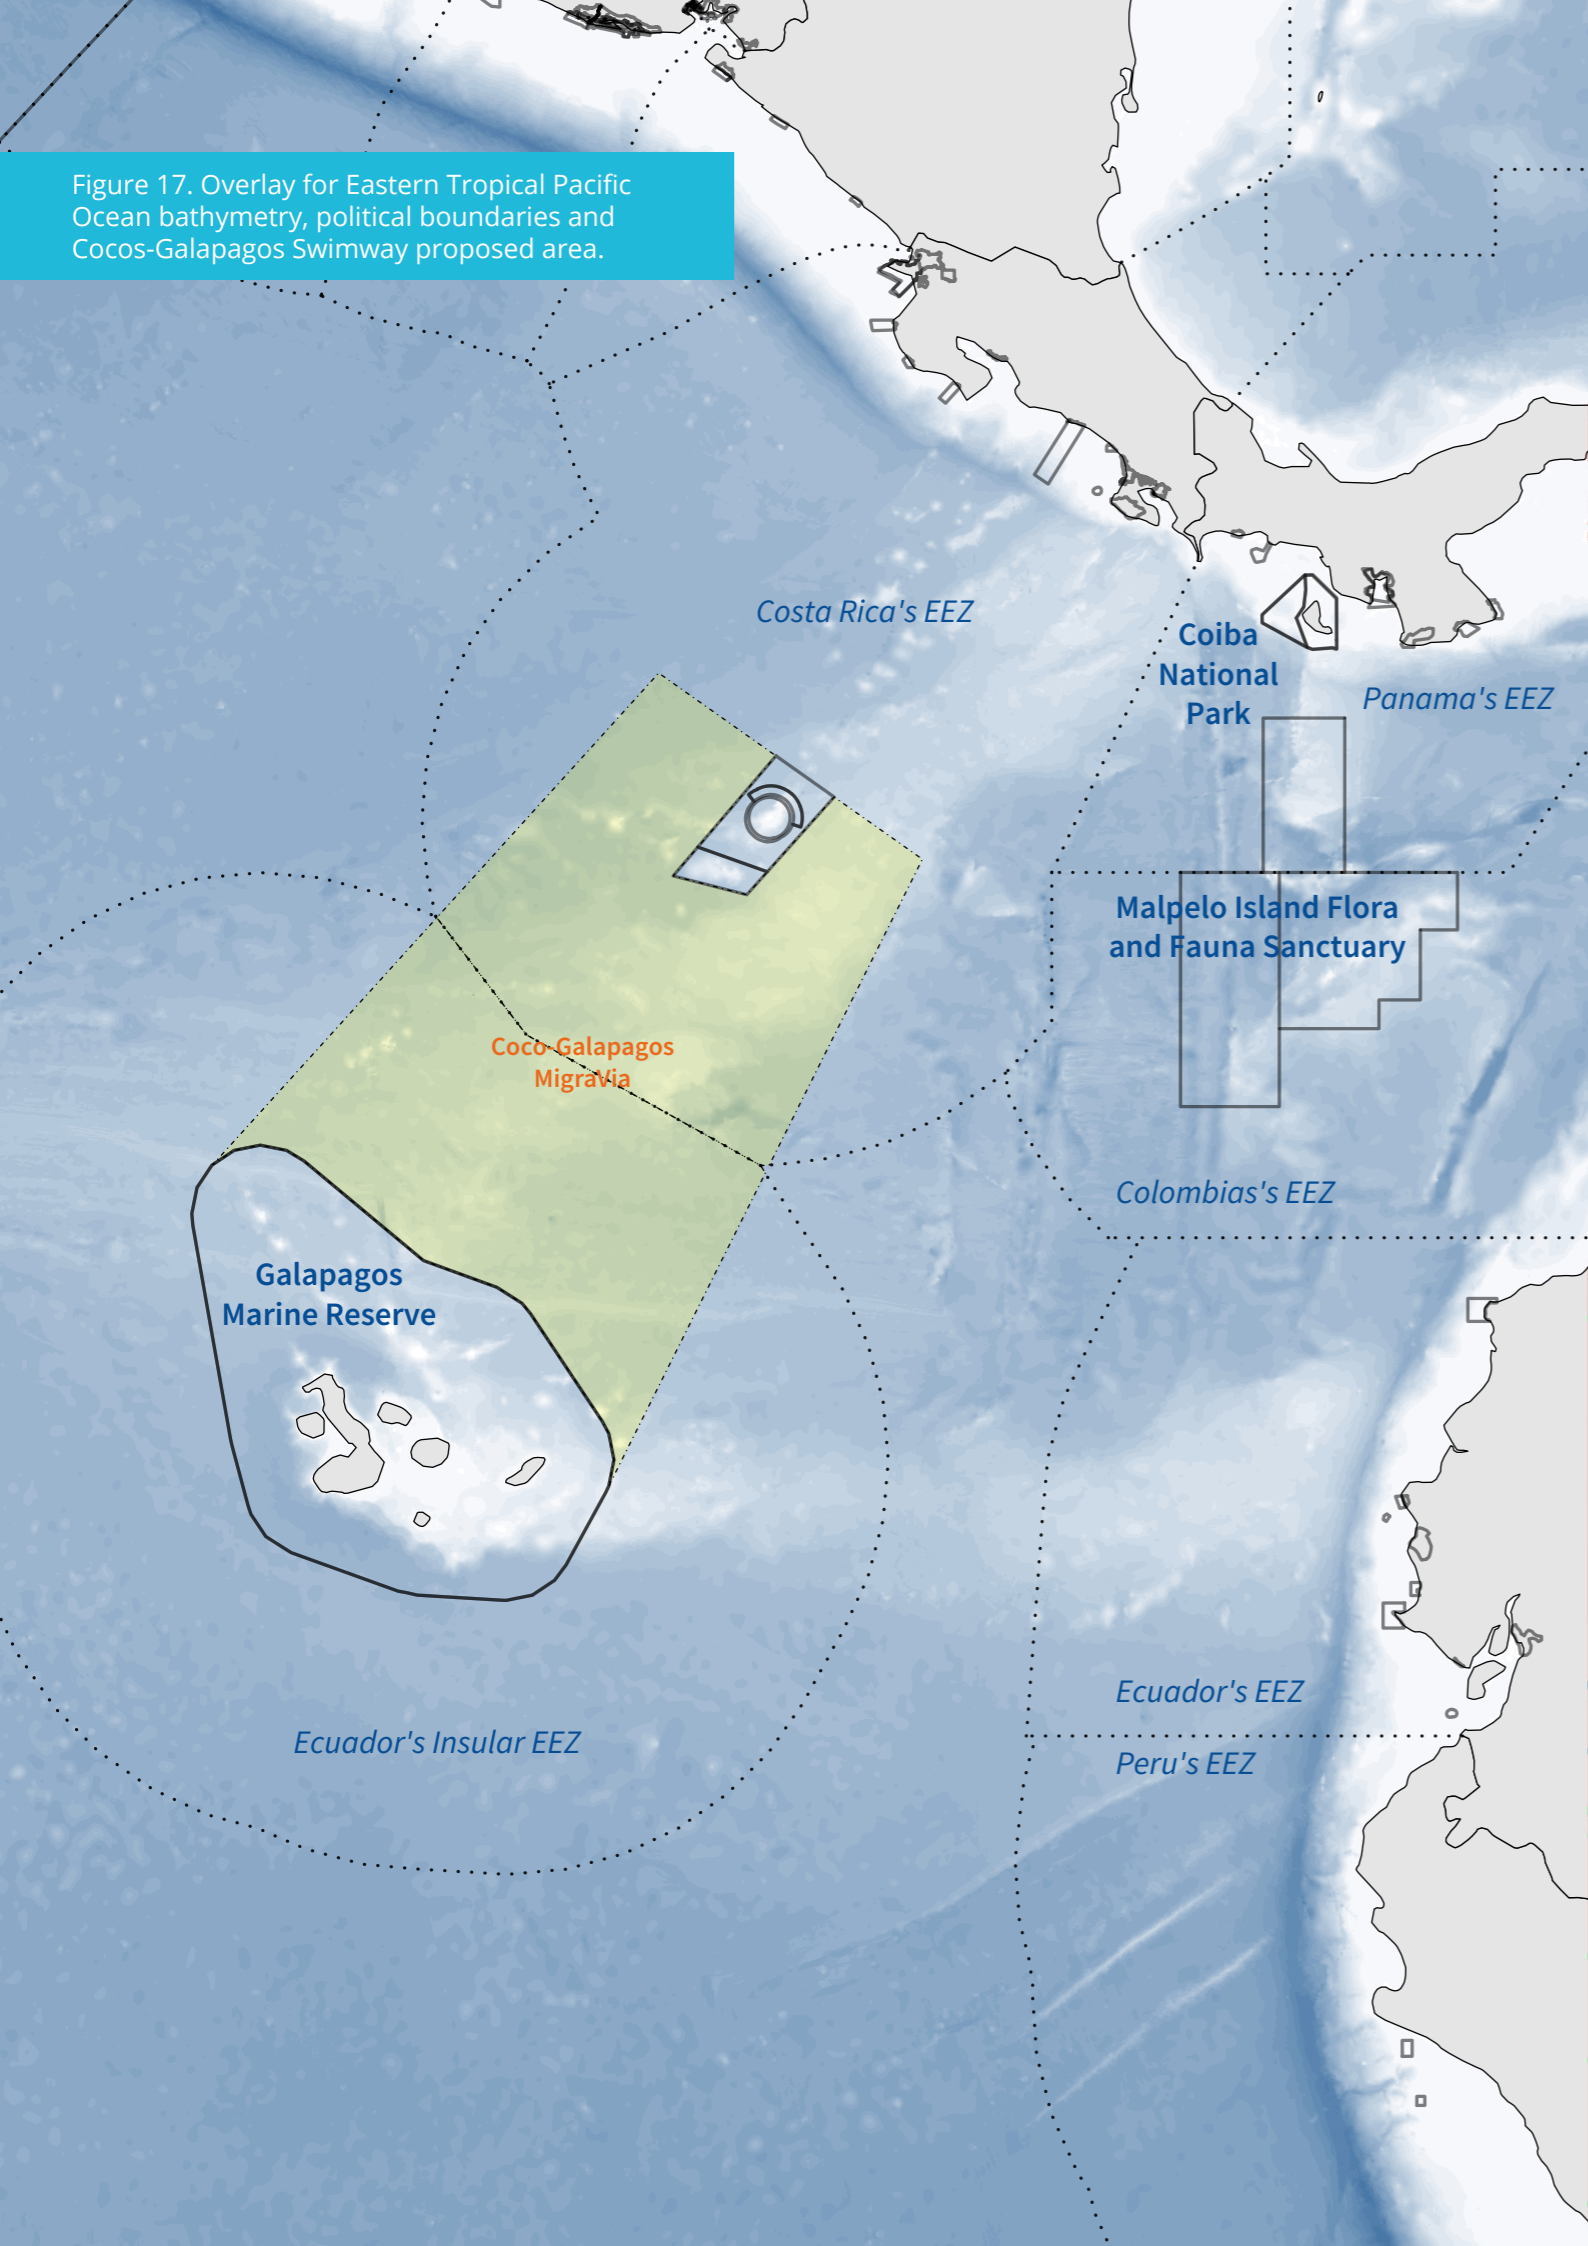 Figure 17. Overlay for Eastern Tropical Pacific
Ocean bathymetry, political boundaries and
Cocos-Galapagos Swimway proposed area.
Costa Rica's EEZ
Coiba
National
Park
Panama's EEZ
Malpelo Island Flora
and Fauna Sanctuary
Coco-Galapagos
MigraVia
Colombias's EEZ
Galapagos
Marine Reserve
Ecuador's EEZ
Ecuador's Insular EEZ
Peru's EEZ